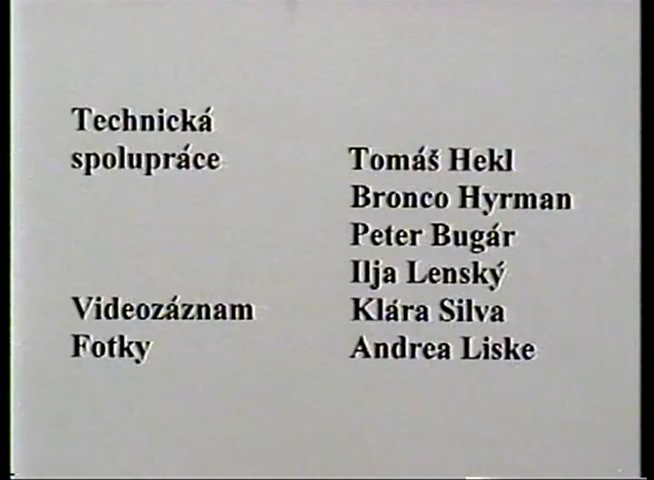 Technická
spolupráce Tomáš Hekl
Bronco Hyrman
Peter Bugár
Ilja Lenský
Videozáznam Klára Silva
Fotky Andrea Liske